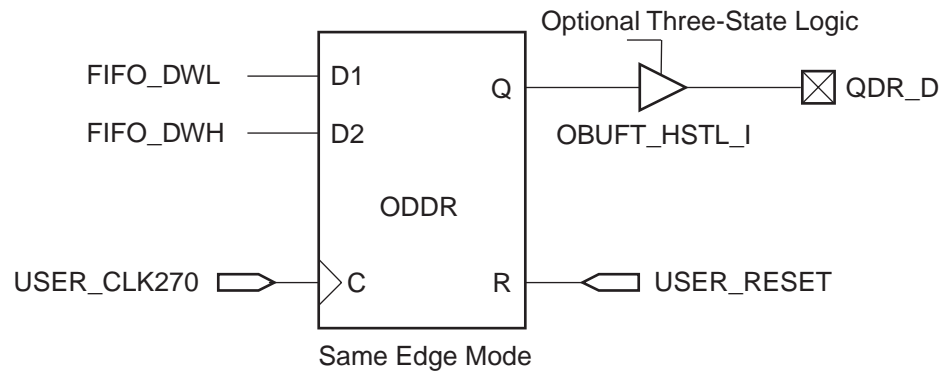 Optional Three-State Logic
FIFO_DWL
D1
Q
QDR_D
FIFO_DWH
D2
OBUFT_HSTL_I
ODDR
USER_CLK270
C
R
USER_RESET
Same Edge Mode